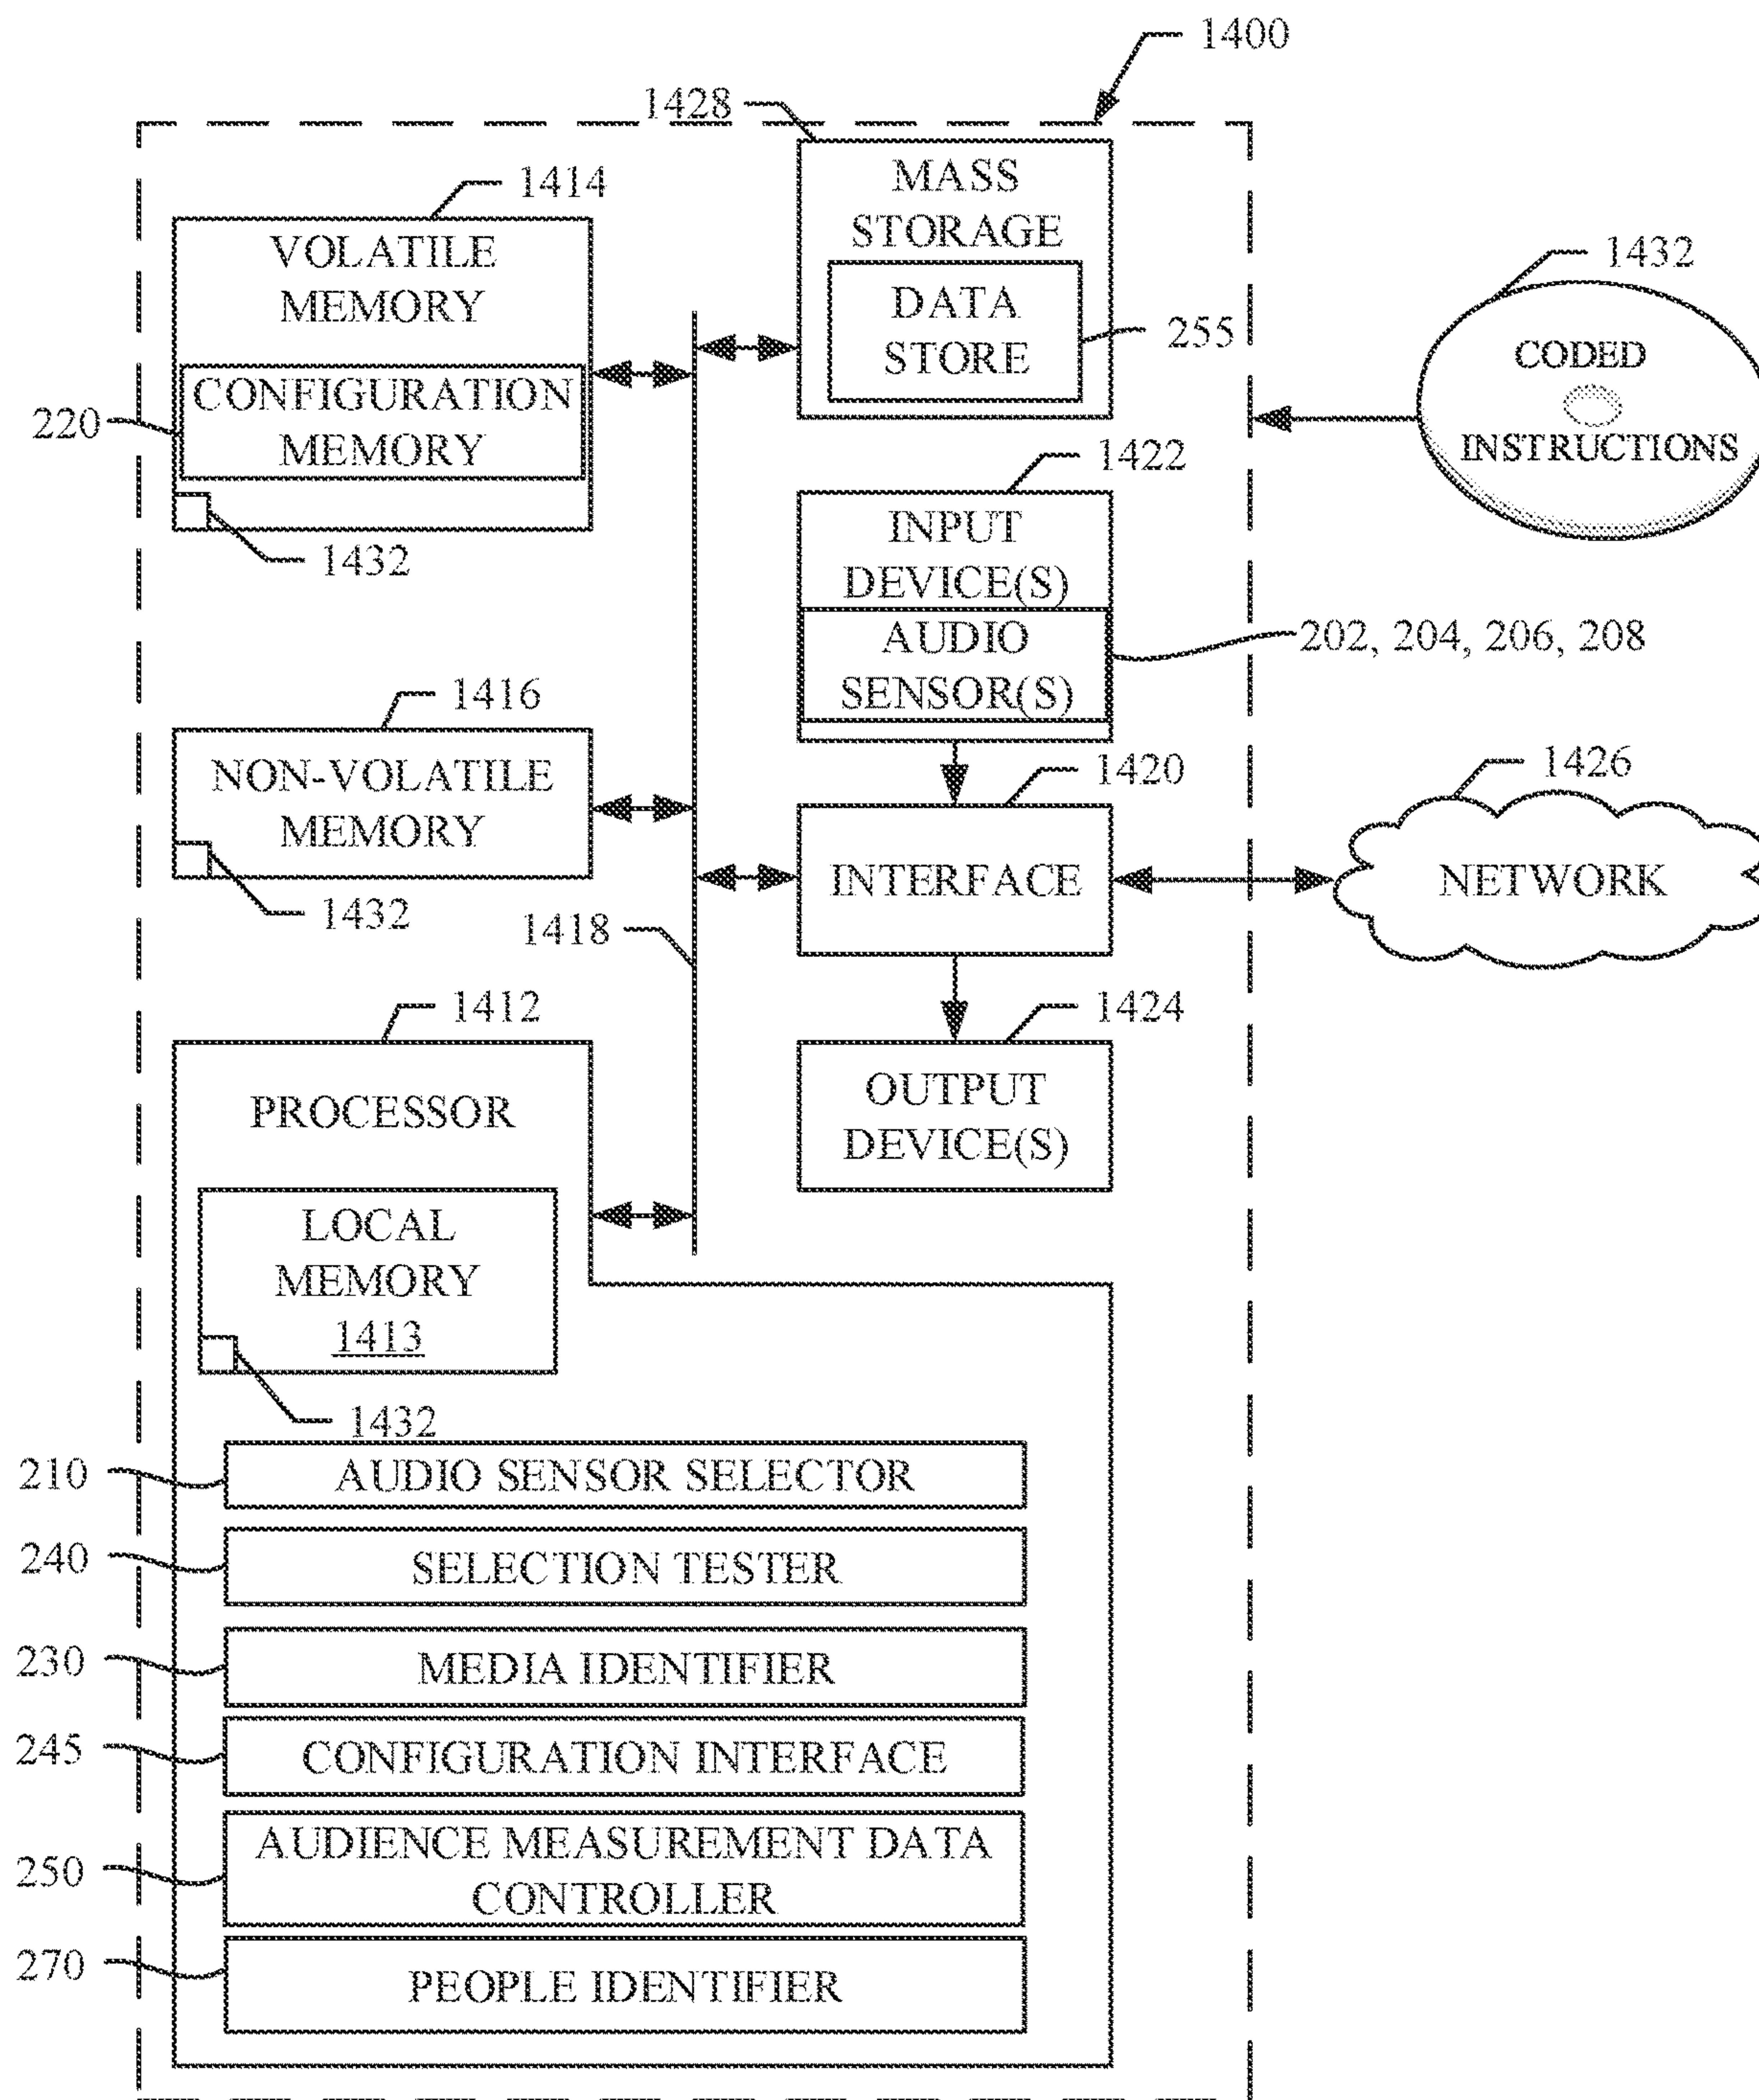 1400
1428
MASS
STORAGE
DATA
STORE
255
1414
VOLATILE
MEMORY
CONFIGURATION
MEMORY
220
1432
1432
CODED
INSTRUCTIONS
1422
INPUT
DEVICE(S)
AUDIO
SENSOR(S)
202, 204, 206, 208
1416
NON-VOLATILE
MEMORY
1432
1420
INTERFACE
1426
NETWORK
1418
1412
PROCESSOR
1424
OUTPUT
DEVICE(S)
LOCAL
MEMORY
1413
1432
210
AUDIO SENSOR SELECTOR
240
SELECTION TESTER
230
MEDIA IDENTIFIER
245
CONFIGURATION INTERFACE
250
AUDIENCE MEASUREMENT DATA
CONTROLLER
270
PEOPLE IDENTIFIER